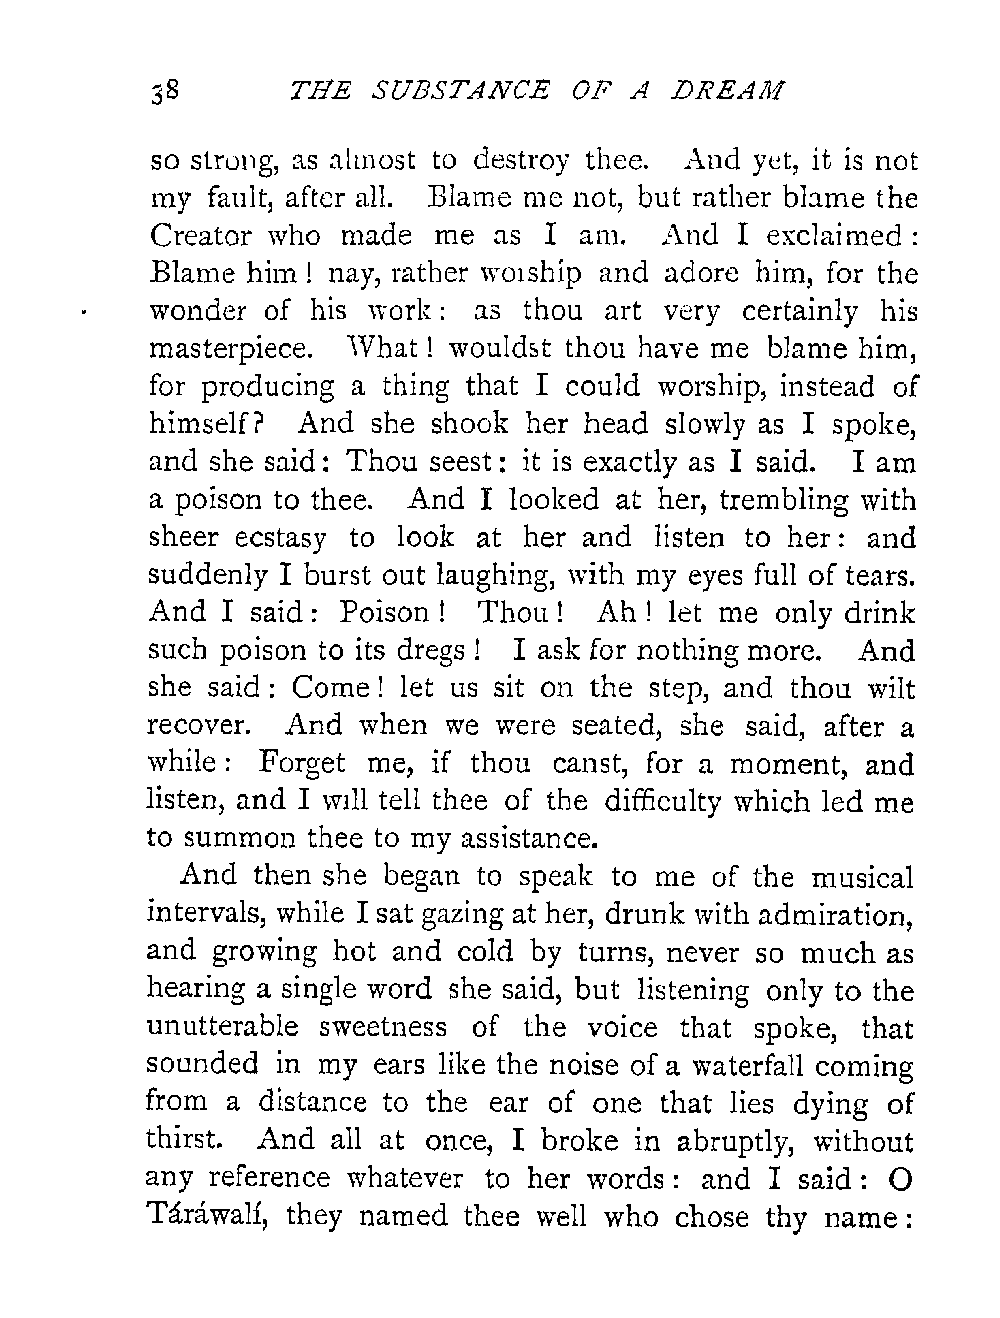 38 THE SUBSTANCE OF A DREAM
so strong, as almost to destroy thee. And yet, it is not
my fault, after all. Blame me not, but rather blame the
Creator who made me as I am. And I exclaimed :
Blame him ! nay, rather worship and adore him, for the
wonder of his work : as thou art very certainly his
masterpiece. What ! wouldst thou have me blame him,
for producing a thing that I could worship, instead of
himself? And she shook her head slowly as I spoke,
and she said : Thou seest : it is exactly as I said. I am
a poison to thee. And I looked at her, trembling with
sheer ecstasy to look at her and listen to her : and
suddenly I burst out laughing, with my eyes full of tears.
And I said : Poison ! Thou ! Ah ! let me only drink
such poison to its dregs ! I ask for nothing more. And
she said : Come ! let us sit on the step, and thou wilt
recover. And when we were seated, she said, after a
while : Forget me, if thou canst, for a moment, and
listen, and I will tell thee of the difficulty which led me
to summon thee to my assistance.
And then she began to speak to me of the musical
intervals, while I sat gazing at her, drunk with admiration,
and growing hot and cold by turns, never so much as
hearing a single word she said, but listening only to the
unutterable sweetness of the voice that spoke, that
sounded in my ears like the noise of a waterfall coming
from a distance to the ear of one that lies dying of
thirst. And all at once, I broke in abruptly, without
any reference whatever to her words : and I said : O
Táráwalí, they named thee well who chose thy name :